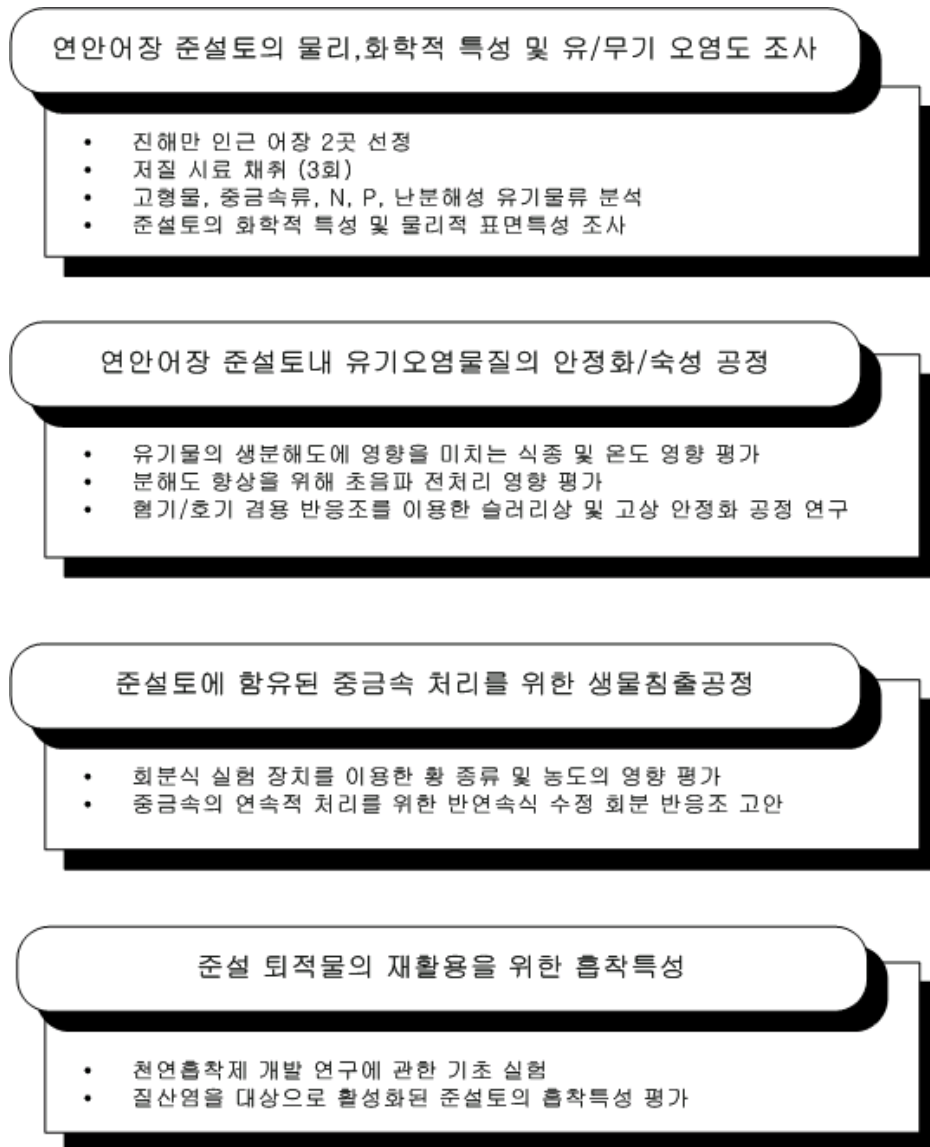 연안어장 준설토의 물리,화학적 특성 및 유/무기 오염도 조사
• 진해만 인근 어장 2곳 선정
• 저질 시료 채취 (3회)
• 고형물, 중금속류, N, P, 난분해성 유기물류 분석
• 준설토의 화학적 특성 및 물리적 표면특성 조사
연안어장 준설토내 유기오염물질의 안정화/숙성 공정
• 유기물의 생분해도에 영향을 미치는 식종 및 온도 영향 평가
• 분해도 향상을 위해 초음파 전처리 영향 평가
• 혐기/호기 겸용 반응조를 이용한 슬러리상 및 고상 안정화 공정 연구
준설토에 함유된 중금속 처리를 위한 생물침출공정
• 회분식 실험 장치를 이용한 황 종류 및 농도의 영향 평가
• 중금속의 연속적 처리를 위한 반연속식 수정 회분 반응조 고안
준설 퇴적물의 재활용을 위한 흡착특성
• 천연흡착제 개발 연구에 관한 기초 실험
• 질산염을 대상으로 활성화된 준설토의 흡착특성 평가